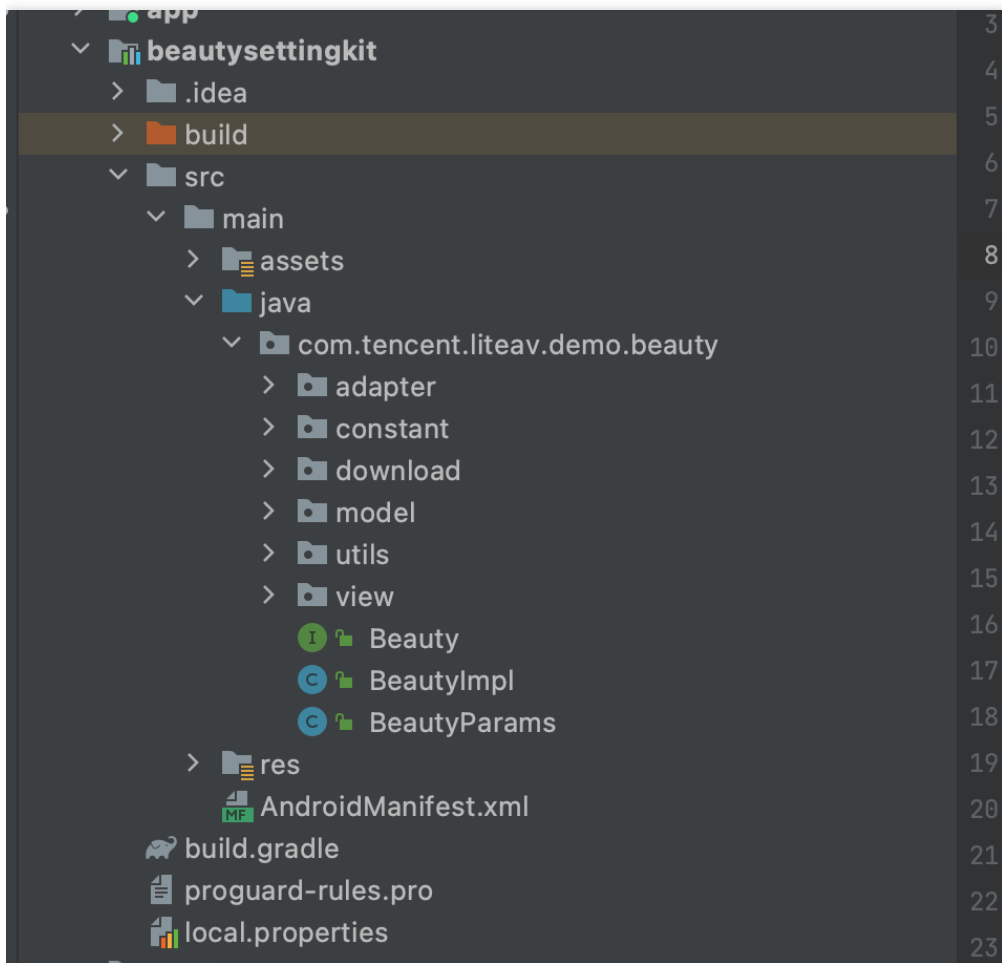 app
beautysettingkit
.idea
build
src
main
assets
java
com.tencent.liteav.demo.beauty
adapter
constant
download
model
utils
view
I Beauty
C BeautyImpl
C BeautyParams
res
MF AndroidManifest.xml
build.gradle
proguard-rules.pro
local.properties
3
4
5
6
7
8
9
10
11
12
13
14
15
16
17
18
19
20
21
22
23